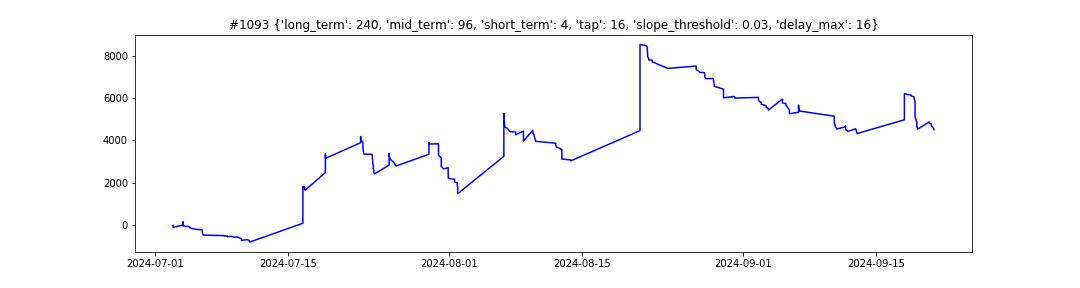 #1093 {'long_term': 240, 'mid_term': 96, 'short_term': 4, 'tap': 16, 'slope_threshold': 0.03, 'delay_max': 16}
8000
6000
4000
2000
0
2024-07-01 2024-07-15 2024-08-01 2024-08-15 2024-09-01 2024-09-15